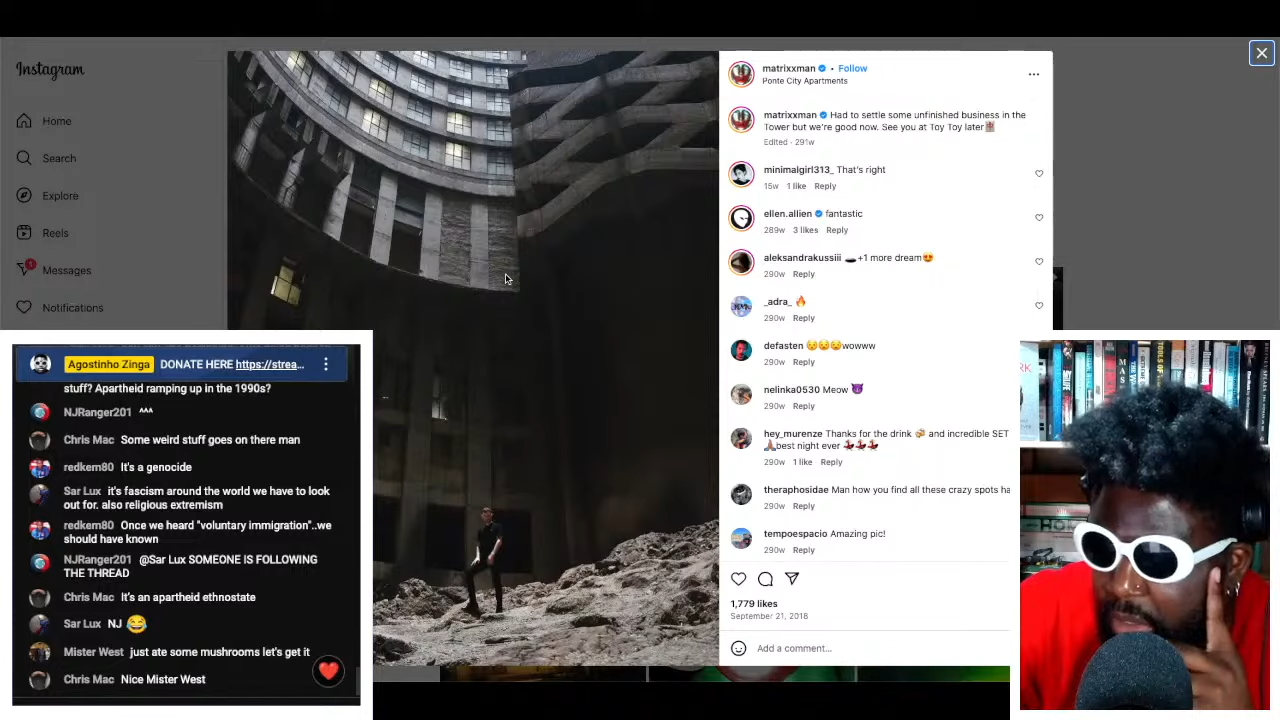 Instagram
Home
Search
Explore
Reels
1
Messages
Notifications
matrixxman • Follow
Ponte City Apartments
matrixxman Had to settle some unfinished business in the
Tower but we're good now. See you at Toy Toy later
Edited · 291w
minimalgirl313_ That's right
15w 1 like Reply
ellen.allien fantastic
289w 3 likes Reply
aleksandrakussiii 🕳+1 more dream😍
290w Reply
_adra_ 🔥
290w Reply
defasten 😌😌😌wowww
290w Reply
nelinka0530 Meow 😈
290w Reply
hey_murenze Thanks for the drink 🍻 and incredible SET
🙏🏽best night ever 💃💃💃
290w 1 like Reply
theraphosidae Man how you find all these crazy spots ha
290w Reply
tempoespacio Amazing pic!
290w Reply
1,779 likes
September 21, 2018
Add a comment...
Agostinho Zinga DONATE HERE https://strea...
stuff? Apartheid ramping up in the 1990s?
NJRanger201 ^^^
Chris Mac Some weird stuff goes on there man
redkem80 It's a genocide
Sar Lux it's fascism around the world we have to look
out for. also religious extremism
redkem80 Once we heard "voluntary immigration"..we
should have known
NJRanger201 @Sar Lux SOMEONE IS FOLLOWING
THE THREAD
Chris Mac It's an apartheid ethnostate
Sar Lux NJ 😂
Mister West just ate some mushrooms let's get it
Chris Mac Nice Mister West